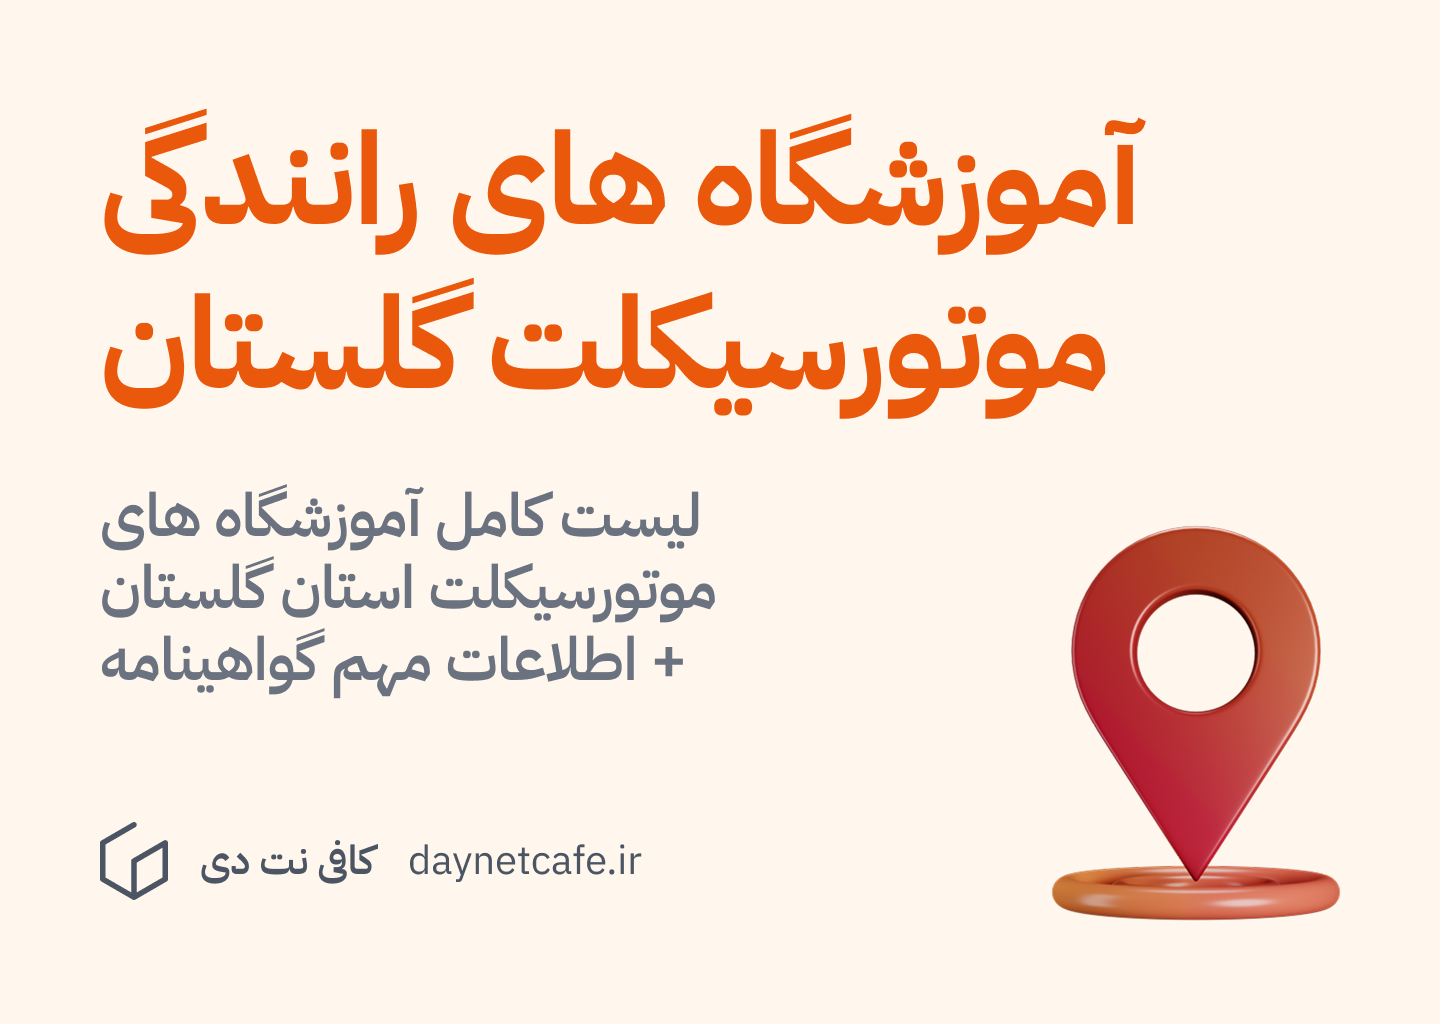 آموزشگاه های رانندگی
موتورسیکلت گلستان
لیست کامل آموزشگاه های
موتورسیکلت استان گلستان
+ اطلاعات مهم گواهینامه
کافی نت دی daynetcafe.ir